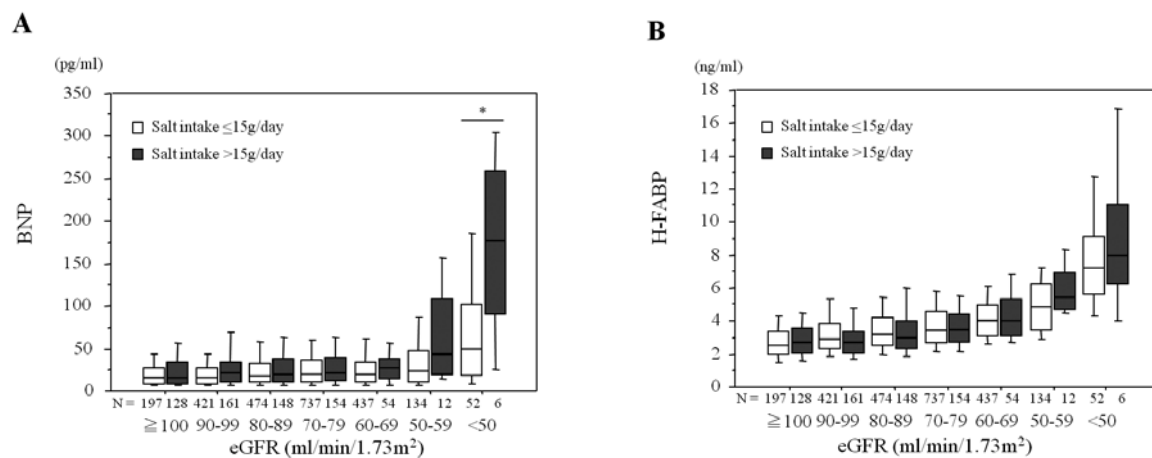 A
(pg/ml)
350
300
250
200
150
100
50
0
BNP
Salt intake ≤15g/day
Salt intake >15g/day
*
N = 197 128 421 161 474 148 737 154 437 54 134 12 52 6
≧100 90-99 80-89 70-79 60-69 50-59 <50
eGFR (ml/min/1.73m²)
B
(ng/ml)
18
16
14
12
10
8
6
4
2
0
H-FABP
Salt intake ≤15g/day
Salt intake >15g/day
N = 197 128 421 161 474 148 737 154 437 54 134 12 52 6
≧100 90-99 80-89 70-79 60-69 50-59 <50
eGFR (ml/min/1.73m²)